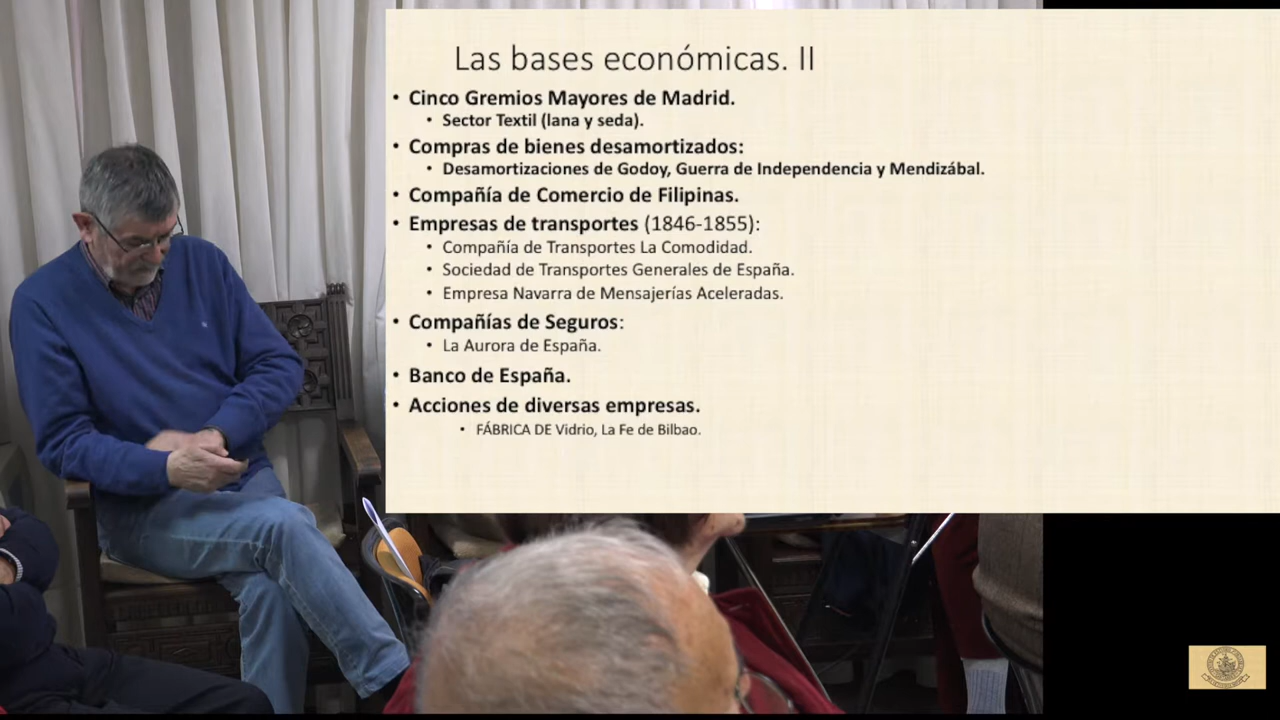 Las bases económicas. II
• Cinco Gremios Mayores de Madrid.
• Sector Textil (lana y seda).
• Compras de bienes desamortizados:
• Desamortizaciones de Godoy, Guerra de Independencia y Mendizábal.
• Compañía de Comercio de Filipinas.
• Empresas de transportes (1846-1855):
• Compañía de Transportes La Comodidad.
• Sociedad de Transportes Generales de España.
• Empresa Navarra de Mensajerías Aceleradas.
• Compañías de Seguros:
• La Aurora de España.
• Banco de España.
• Acciones de diversas empresas.
• FÁBRICA DE Vidrio, La Fe de Bilbao.